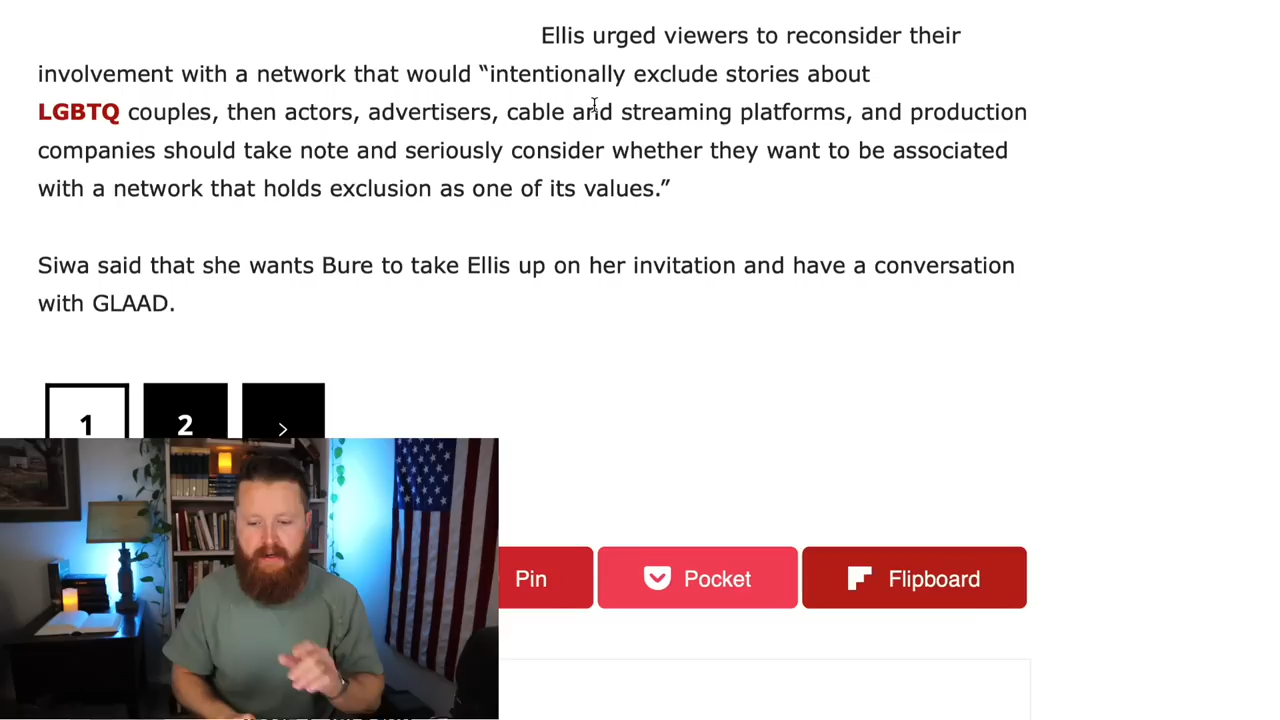 Ellis urged viewers to reconsider their
involvement with a network that would “intentionally exclude stories about
LGBTQ couples, then actors, advertisers, cable and streaming platforms, and production
companies should take note and seriously consider whether they want to be associated
with a network that holds exclusion as one of its values.”
Siwa said that she wants Bure to take Ellis up on her invitation and have a conversation
with GLAAD.
1 2 >
Pin Pocket Flipboard